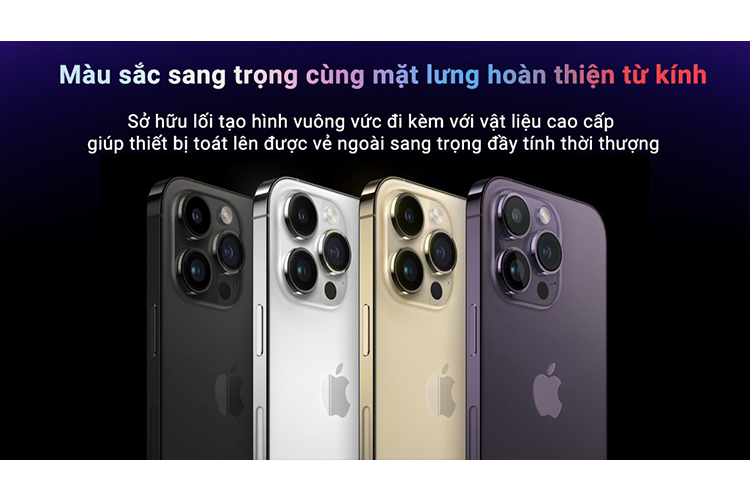 Màu sắc sang trọng cùng mặt lưng hoàn thiện từ kính
Sở hữu lối tạo hình vuông vức đi kèm với vật liệu cao cấp
giúp thiết bị toát lên được vẻ ngoài sang trọng đầy tính thời thượng